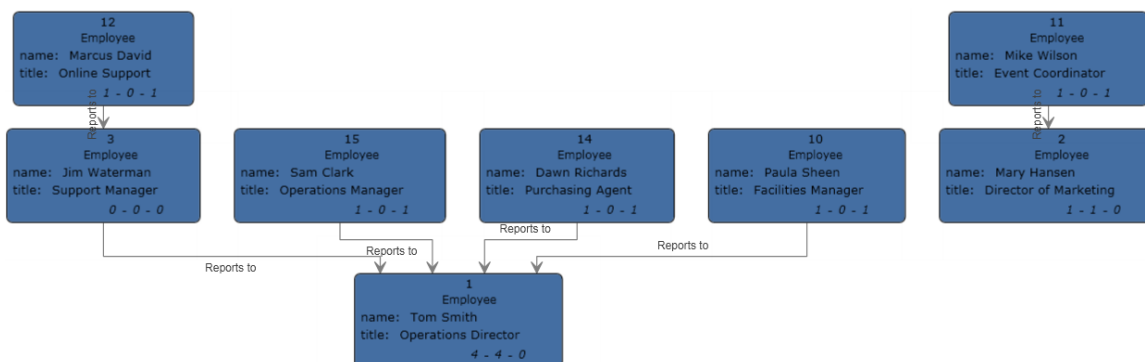 12
Employee
name: Marcus David
title: Online Support
1 - 0 - 1
11
Employee
name: Mike Wilson
title: Event Coordinator
1 - 0 - 1
Reports to
Reports to
3
Employee
name: Jim Waterman
title: Support Manager
0 - 0 - 0
15
Employee
name: Sam Clark
title: Operations Manager
1 - 0 - 1
14
Employee
name: Dawn Richards
title: Purchasing Agent
1 - 0 - 1
10
Employee
name: Paula Sheen
title: Facilities Manager
1 - 0 - 1
2
Employee
name: Mary Hansen
title: Director of Marketing
1 - 1 - 0
Reports to
Reports to
Reports to
Reports to
1
Employee
name: Tom Smith
title: Operations Director
4 - 4 - 0